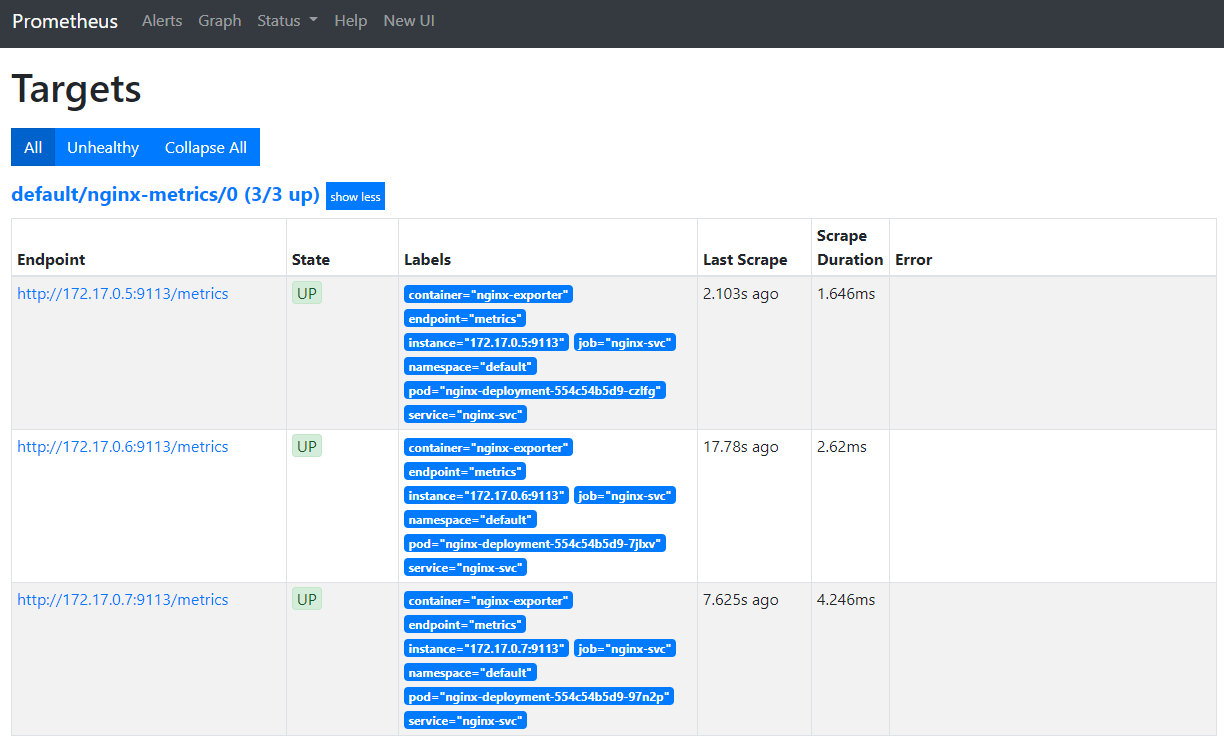 Prometheus Alerts Graph Status Help New UI
Targets
All Unhealthy Collapse All
default/nginx-metrics/0 (3/3 up) show less
Endpoint State Labels Last Scrape Scrape Duration Error
http://172.17.0.5:9113/metrics UP container="nginx-exporter" 2.103s ago 1.646ms
endpoint="metrics"
instance="172.17.0.5:9113" job="nginx-svc"
namespace="default"
pod="nginx-deployment-554c54b5d9-czlfg"
service="nginx-svc"
http://172.17.0.6:9113/metrics UP container="nginx-exporter" 17.78s ago 2.62ms
endpoint="metrics"
instance="172.17.0.6:9113" job="nginx-svc"
namespace="default"
pod="nginx-deployment-554c54b5d9-7jlxv"
service="nginx-svc"
http://172.17.0.7:9113/metrics UP container="nginx-exporter" 7.625s ago 4.246ms
endpoint="metrics"
instance="172.17.0.7:9113" job="nginx-svc"
namespace="default"
pod="nginx-deployment-554c54b5d9-97n2p"
service="nginx-svc"